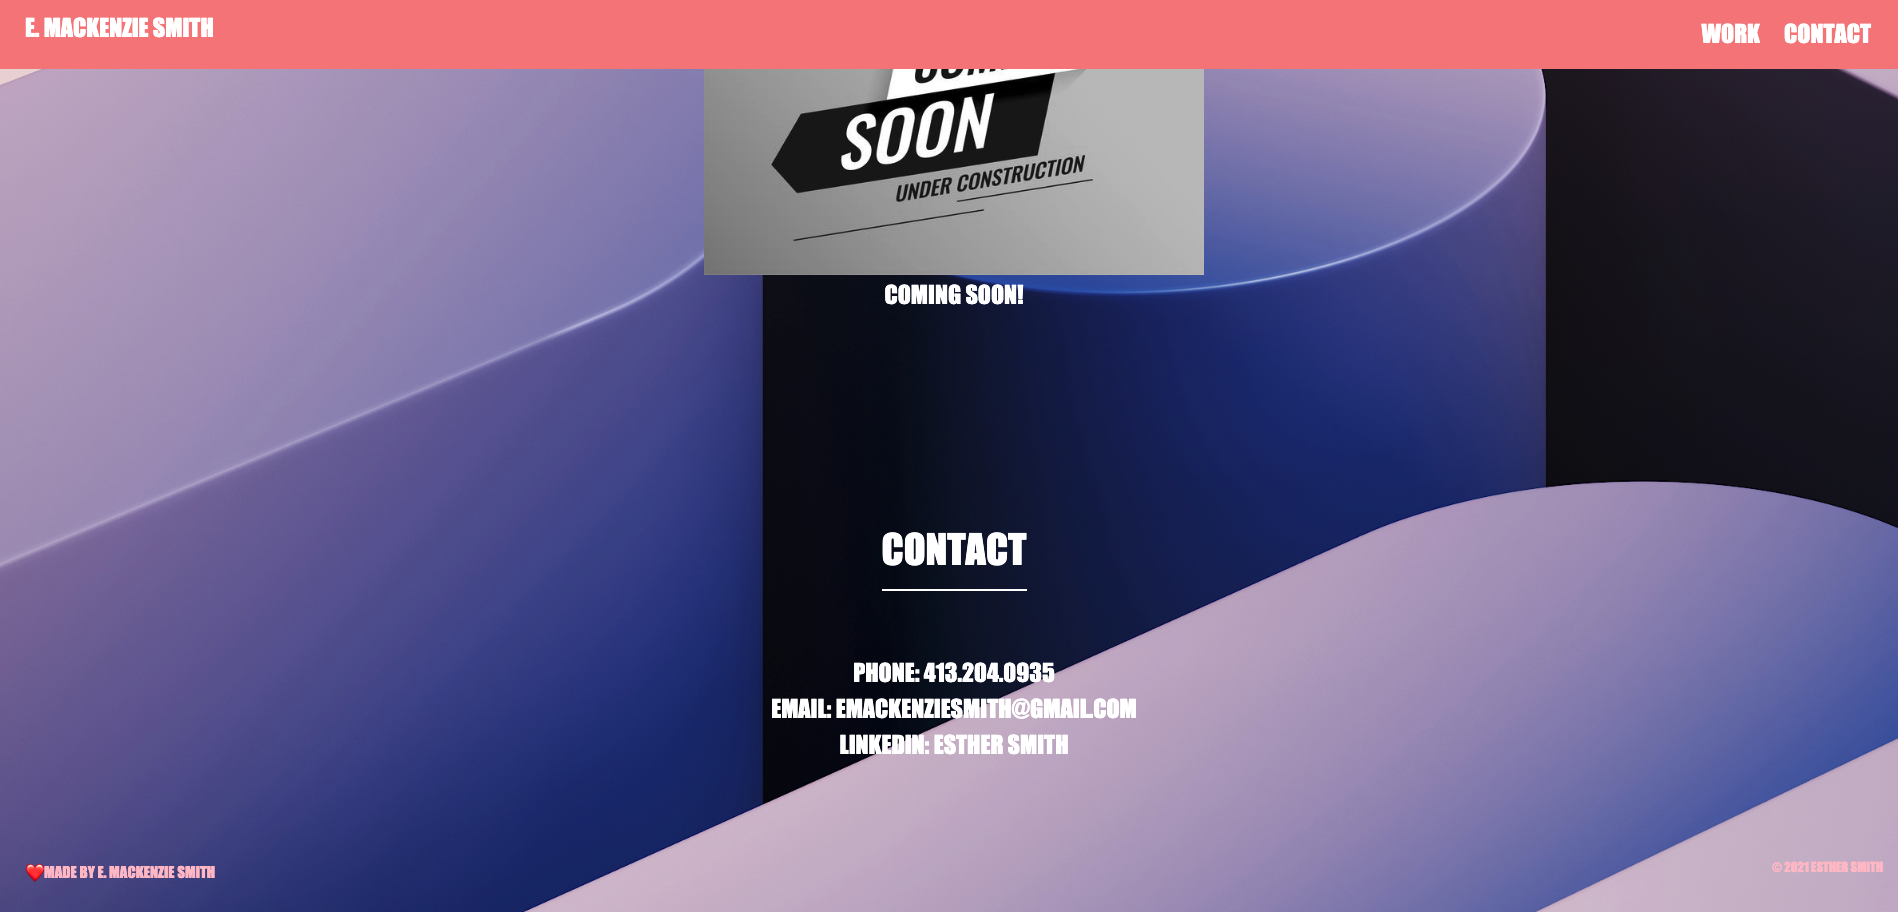 E. MACKENZIE SMITH
WORK CONTACT
SOON
UNDER CONSTRUCTION
COMING SOON!
CONTACT
PHONE: 413.204.0935
EMAIL: EMACKENZIESMITH@GMAIL.COM
LINKEDIN: ESTHER SMITH
❤️MADE BY E. MACKENZIE SMITH
© 2021 ESTHER SMITH